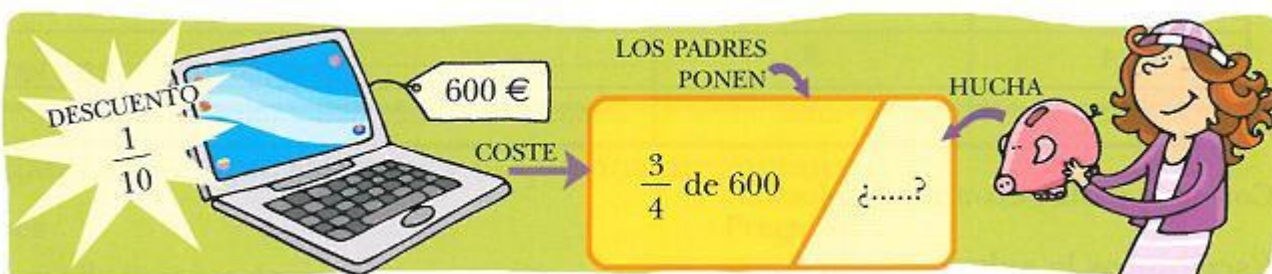 DESCUENTO
1
10
600 €
COSTE
LOS PADRES
PONEN
3
4
de 600
HUCHA
¿.....?